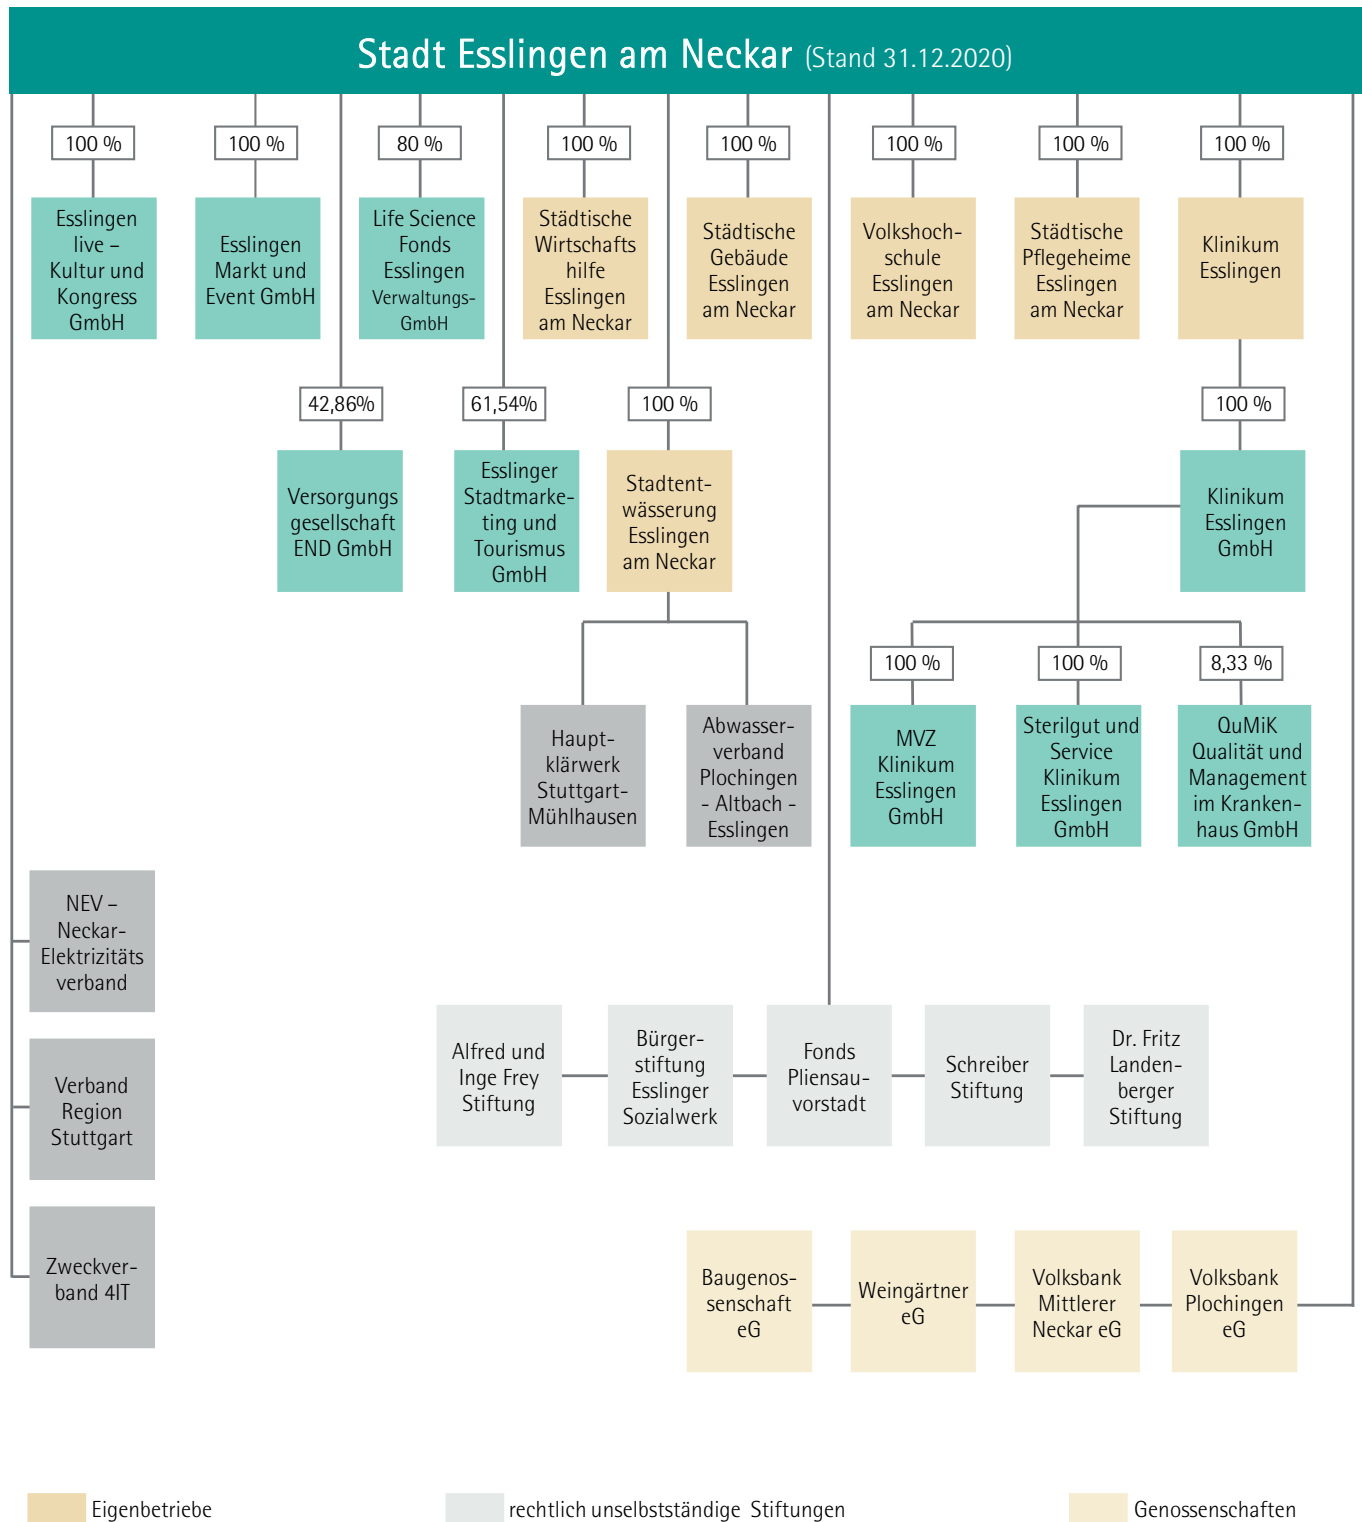 Stadt Esslingen am Neckar (Stand 31.12.2020)
100 %
100 %
80 %
100 %
100 %
100 %
100 %
100 %
Esslingen
live –
Kultur und
Kongress
GmbH
Esslingen
Markt und
Event GmbH
Life Science
Fonds
Esslingen
Verwaltungs-
GmbH
Städtische
Wirtschafts
hilfe
Esslingen
am Neckar
Städtische
Gebäude
Esslingen
am Neckar
Volkshoch-
schule
Esslingen
am Neckar
Städtische
Pflegeheime
Esslingen
am Neckar
Klinikum
Esslingen
42,86%
61,54%
100 %
100 %
Versorgungs
gesellschaft
END GmbH
Esslinger
Stadtmarke-
ting und
Tourismus
GmbH
Stadtent-
wässerung
Esslingen
am Neckar
Klinikum
Esslingen
GmbH
100 %
100 %
8,33 %
Haupt-
klärwerk
Stuttgart-
Mühlhausen
Abwasser-
verband
Plochingen
- Altbach -
Esslingen
MVZ
Klinikum
Esslingen
GmbH
Sterilgut und
Service
Klinikum
Esslingen
GmbH
QuMiK
Qualität und
Management
im Kranken-
haus GmbH
NEV –
Neckar-
Elektrizitäts
verband
Verband
Region
Stuttgart
Zweckver-
band 4IT
Alfred und
Inge Frey
Stiftung
Bürger-
stiftung
Esslinger
Sozialwerk
Fonds
Pliensau-
vorstadt
Schreiber
Stiftung
Dr. Fritz
Landen-
berger
Stiftung
Baugenos-
senschaft
eG
Weingärtner
eG
Volksbank
Mittlerer
Neckar eG
Volksbank
Plochingen
eG
Eigenbetriebe
rechtlich unselbstständige Stiftungen
Genossenschaften